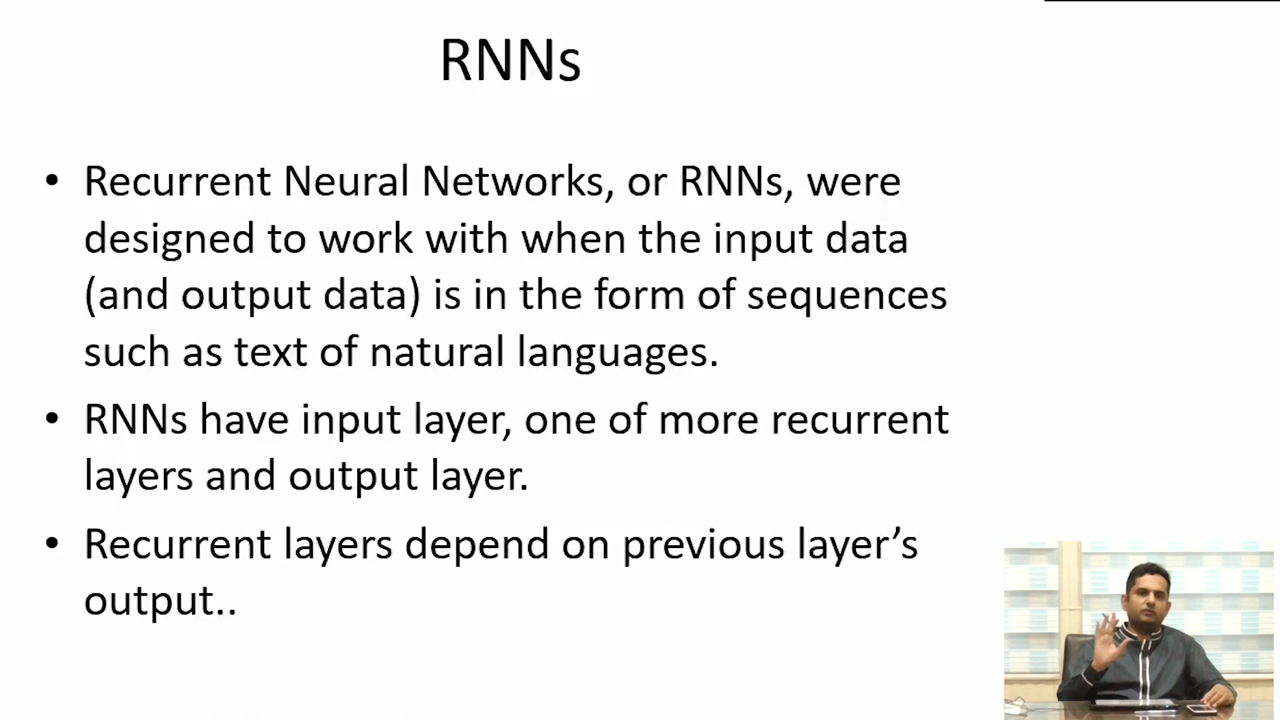 RNNs
• Recurrent Neural Networks, or RNNs, were
designed to work with when the input data
(and output data) is in the form of sequences
such as text of natural languages.
• RNNs have input layer, one of more recurrent
layers and output layer.
• Recurrent layers depend on previous layer’s
output..